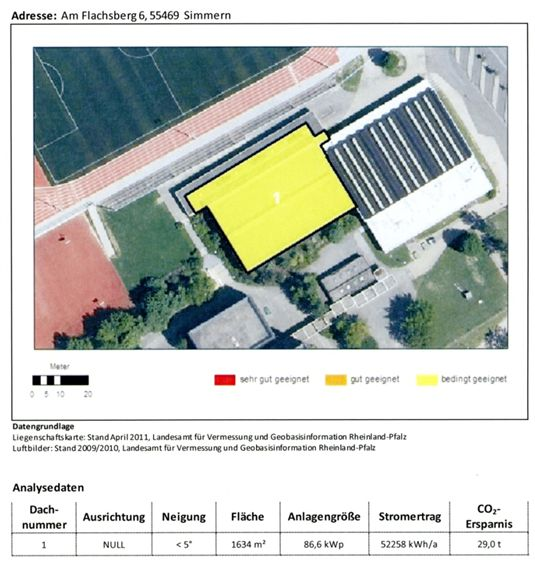 Adresse: Am Flachsberg 6, 55469 Simmern
Meter
0 5 10 20
sehr gut geeignet
gut geeignet
bedingt geeignet
Datengrundlage
Liegenschaftskarte: Stand April 2011, Landesamt für Vermessung und Geobasisinformation Rheinland-Pfalz
Luftbilder: Stand 2009/2010, Landesamt für Vermessung und Geobasisinformation Rheinland-Pfalz
Analysedaten
Dach-
nummer
Ausrichtung
Neigung
Fläche
Anlagengröße
Stromertrag
CO₂-
Ersparnis
1
NULL
< 5°
1634 m²
86,6 kWp
52258 kWh/a
29,0 t